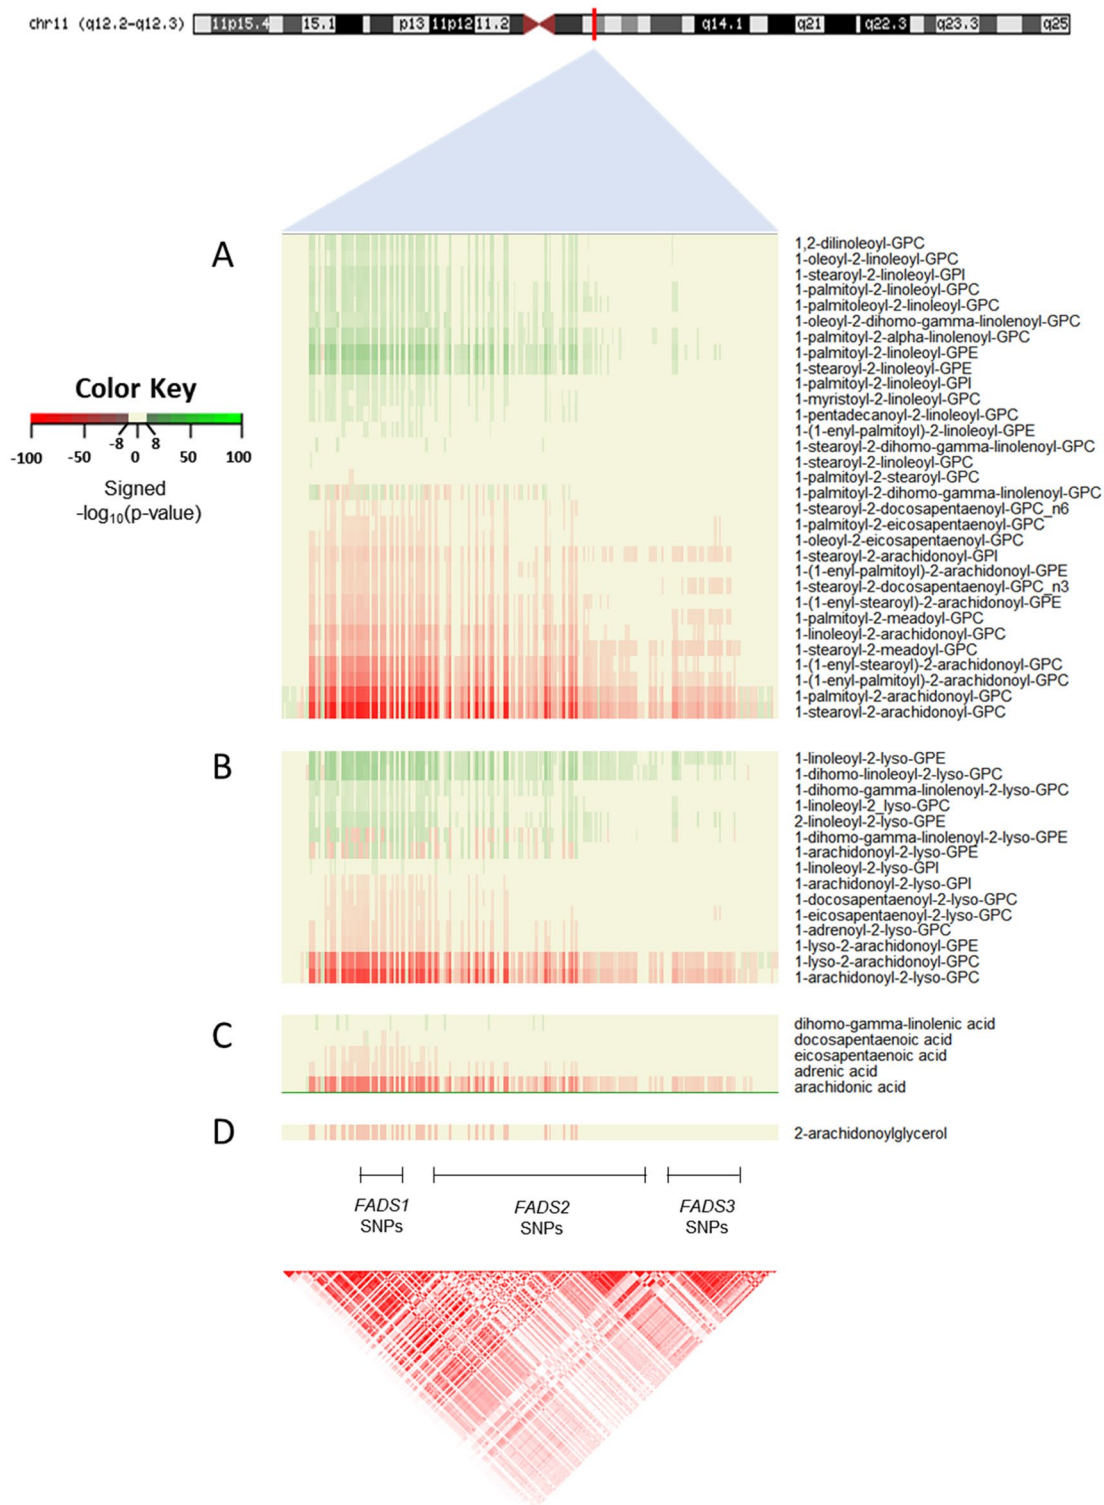 chr11 (q12.2-q12.3) 11p15.4 15.1 p13 11p12 11.2 q14.1 q21 q22.3 q23.3 q25
A
1,2-dilinoleoyl-GPC
1-oleoyl-2-linoleoyl-GPC
1-stearoyl-2-linoleoyl-GPI
1-palmitoyl-2-linoleoyl-GPC
1-palmitoleoyl-2-linoleoyl-GPC
1-oleoyl-2-dihomo-gamma-linolenoyl-GPC
1-palmitoyl-2-alpha-linolenoyl-GPC
1-palmitoyl-2-linoleoyl-GPE
1-stearoyl-2-linoleoyl-GPE
1-palmitoyl-2-linoleoyl-GPI
1-myristoyl-2-linoleoyl-GPC
1-pentadecanoyl-2-linoleoyl-GPC
1-(1-enyl-palmitoyl)-2-linoleoyl-GPE
1-stearoyl-2-dihomo-gamma-linolenoyl-GPC
1-stearoyl-2-linoleoyl-GPC
1-palmitoyl-2-stearoyl-GPC
1-palmitoyl-2-dihomo-gamma-linolenoyl-GPC
1-stearoyl-2-docosapentaenoyl-GPC_n6
1-palmitoyl-2-eicosapentaenoyl-GPC
1-oleoyl-2-eicosapentaenoyl-GPC
1-stearoyl-2-arachidonoyl-GPI
1-(1-enyl-palmitoyl)-2-arachidonoyl-GPE
1-stearoyl-2-docosapentaenoyl-GPC_n3
1-(1-enyl-stearoyl)-2-arachidonoyl-GPE
1-palmitoyl-2-meadoyl-GPC
1-linoleoyl-2-arachidonoyl-GPC
1-stearoyl-2-meadoyl-GPC
1-(1-enyl-stearoyl)-2-arachidonoyl-GPC
1-(1-enyl-palmitoyl)-2-arachidonoyl-GPC
1-palmitoyl-2-arachidonoyl-GPC
1-stearoyl-2-arachidonoyl-GPC
Color Key
-8 8
-100 -50 0 50 100
Signed
-log10(p-value)
B
1-linoleoyl-2-lyso-GPE
1-dihomo-linoleoyl-2-lyso-GPC
1-dihomo-gamma-linolenoyl-2-lyso-GPC
1-linoleoyl-2_lyso-GPC
2-linoleoyl-2-lyso-GPE
1-dihomo-gamma-linolenoyl-2-lyso-GPE
1-arachidonoyl-2-lyso-GPE
1-linoleoyl-2-lyso-GPI
1-arachidonoyl-2-lyso-GPI
1-docosapentaenoyl-2-lyso-GPC
1-eicosapentaenoyl-2-lyso-GPC
1-adrenoyl-2-lyso-GPC
1-lyso-2-arachidonoyl-GPE
1-lyso-2-arachidonoyl-GPC
1-arachidonoyl-2-lyso-GPC
C
dihomo-gamma-linolenic acid
docosapentaenoic acid
eicosapentaenoic acid
adrenic acid
arachidonic acid
D
2-arachidonoylglycerol
FADS1 FADS2 FADS3
SNPs SNPs SNPs